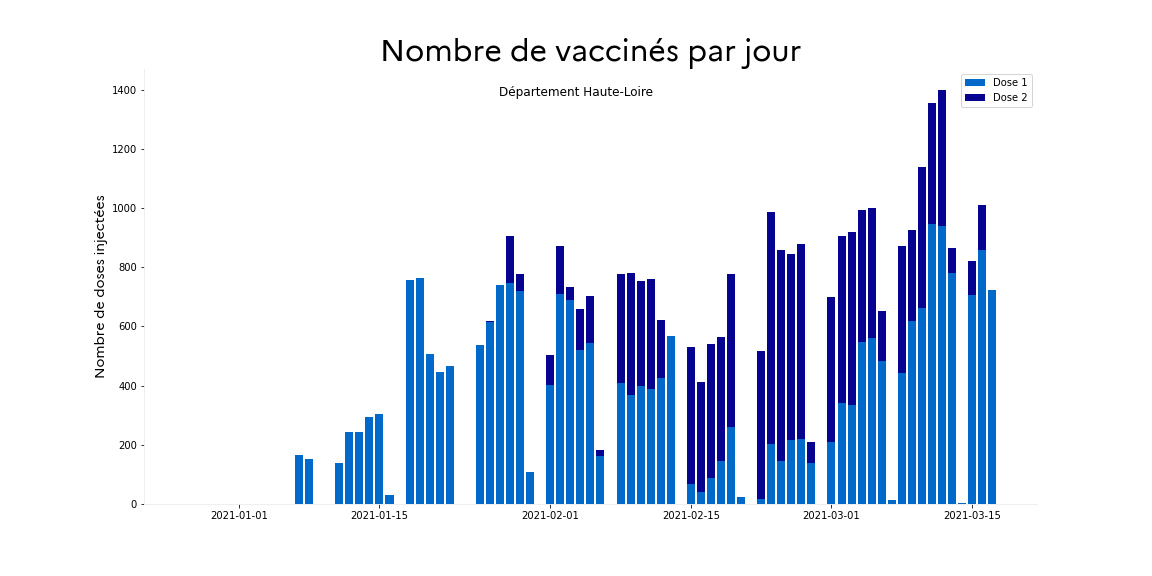 Nombre de vaccinés par jour
Département Haute-Loire
Dose 1
Dose 2
Nombre de doses injectées
1400
1200
1000
800
600
400
200
0
2021-01-01
2021-01-15
2021-02-01
2021-02-15
2021-03-01
2021-03-15